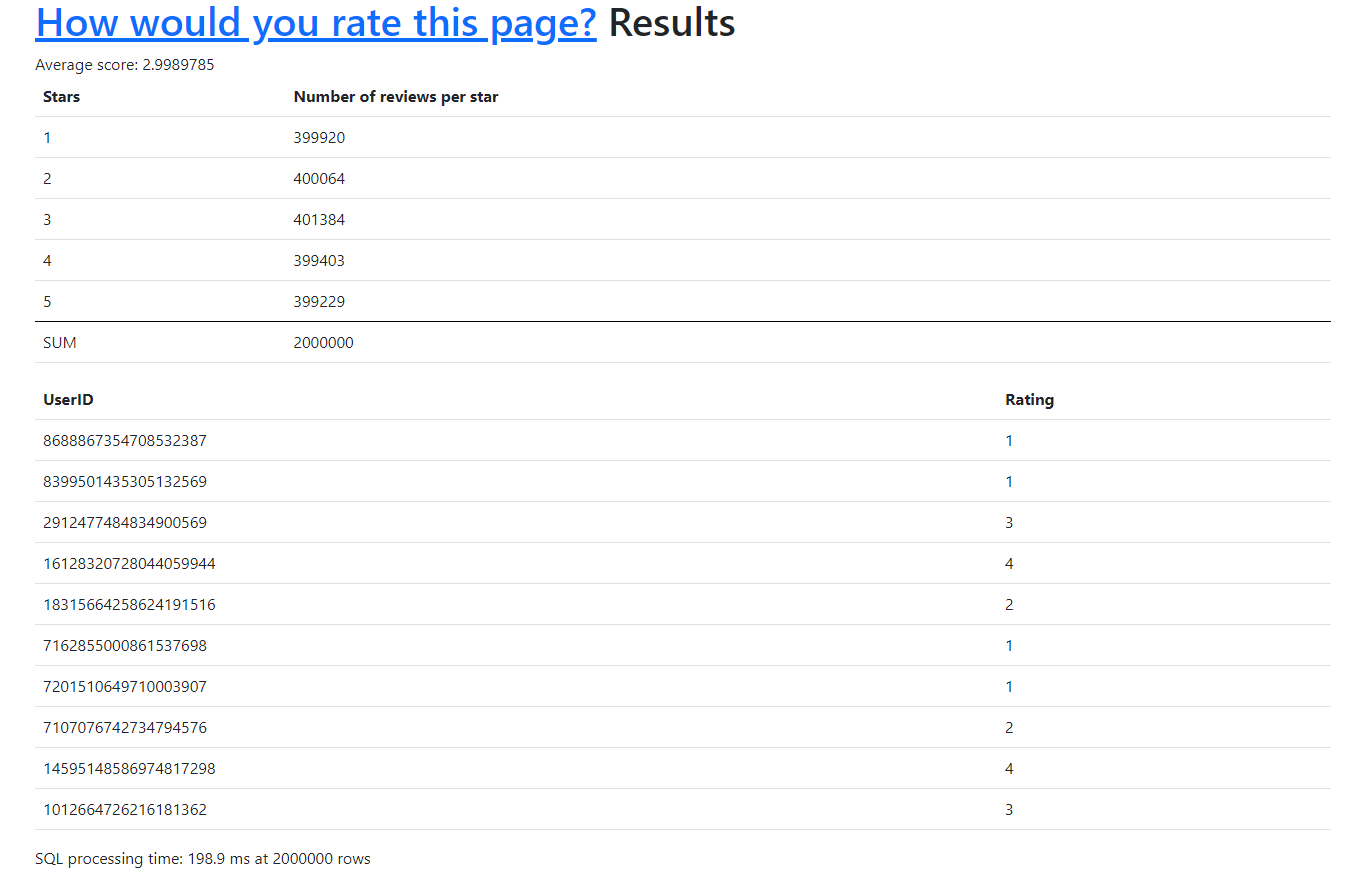 How would you rate this page? Results
Average score: 2.9989785
Stars Number of reviews per star
1 399920
2 400064
3 401384
4 399403
5 399229
SUM 2000000
UserID Rating
8688867354708532387 1
8399501435305132569 1
2912477484834900569 3
16128320728044059944 4
18315664258624191516 2
7162855000861537698 1
7201510649710003907 1
7107076742734794576 2
14595148586974817298 4
1012664726216181362 3
SQL processing time: 198.9 ms at 2000000 rows